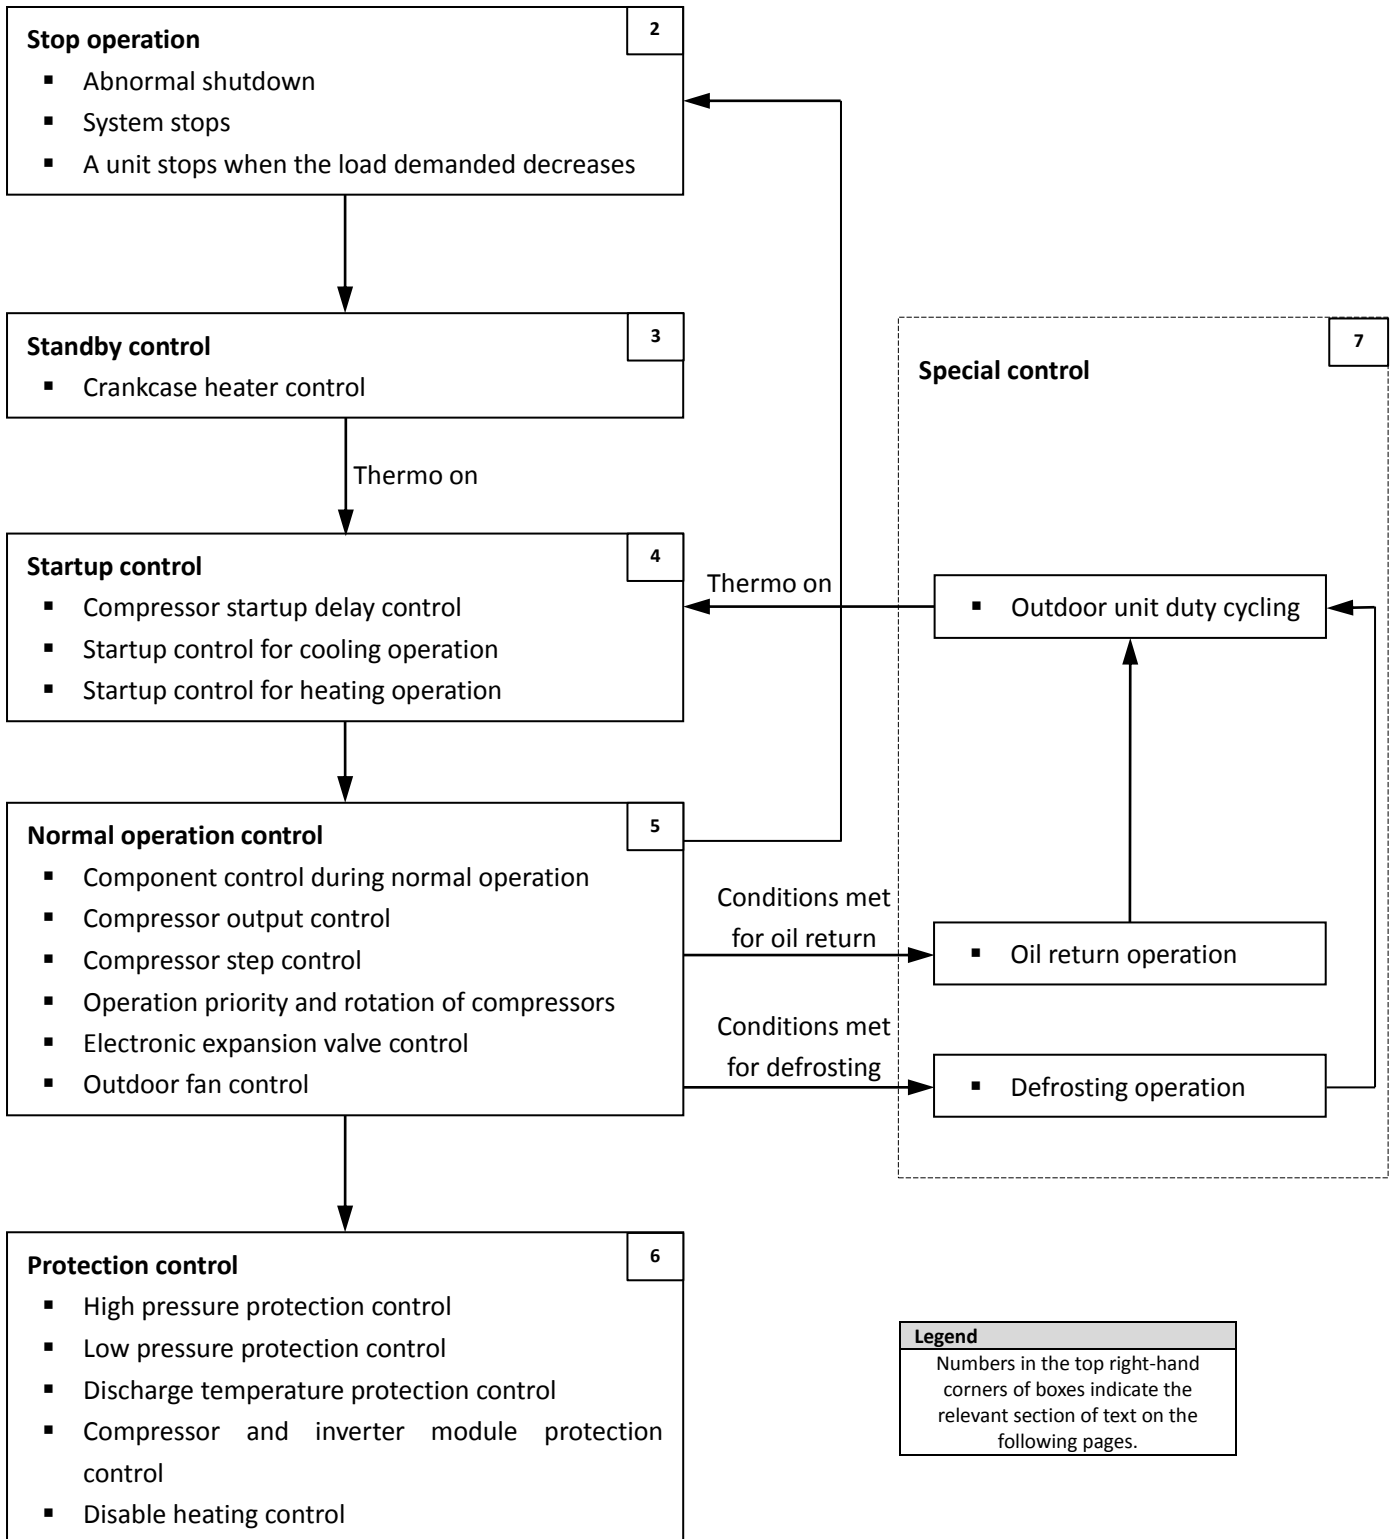 2
Stop operation
▪ Abnormal shutdown
▪ System stops
▪ A unit stops when the load demanded decreases
3
Standby control
▪ Crankcase heater control
Thermo on
4
Startup control
▪ Compressor startup delay control
▪ Startup control for cooling operation
▪ Startup control for heating operation
5
Normal operation control
▪ Component control during normal operation
▪ Compressor output control
▪ Compressor step control
▪ Operation priority and rotation of compressors
▪ Electronic expansion valve control
▪ Outdoor fan control
6
Protection control
▪ High pressure protection control
▪ Low pressure protection control
▪ Discharge temperature protection control
▪ Compressor and inverter module protection
control
▪ Disable heating control
7
Special control
Thermo on
▪ Outdoor unit duty cycling
Conditions met
for oil return
▪ Oil return operation
Conditions met
for defrosting
▪ Defrosting operation
Legend
Numbers in the top right-hand
corners of boxes indicate the
relevant section of text on the
following pages.